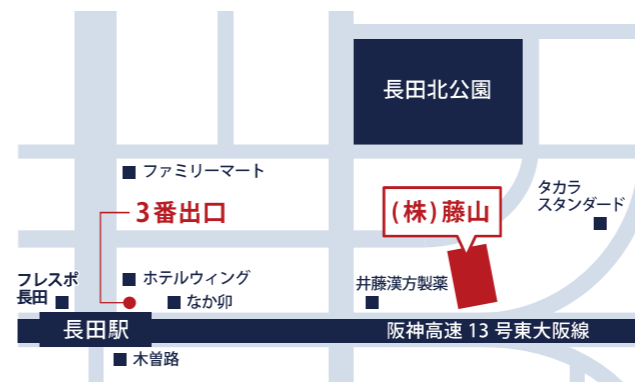 長田北公園
ファミリーマート
タカラ
スタンダード
3番出口
(株)藤山
フレスポ
長田
ホテルウィング
なか卯
井藤漢方製薬
長田駅
阪神高速13号東大阪線
木曽路